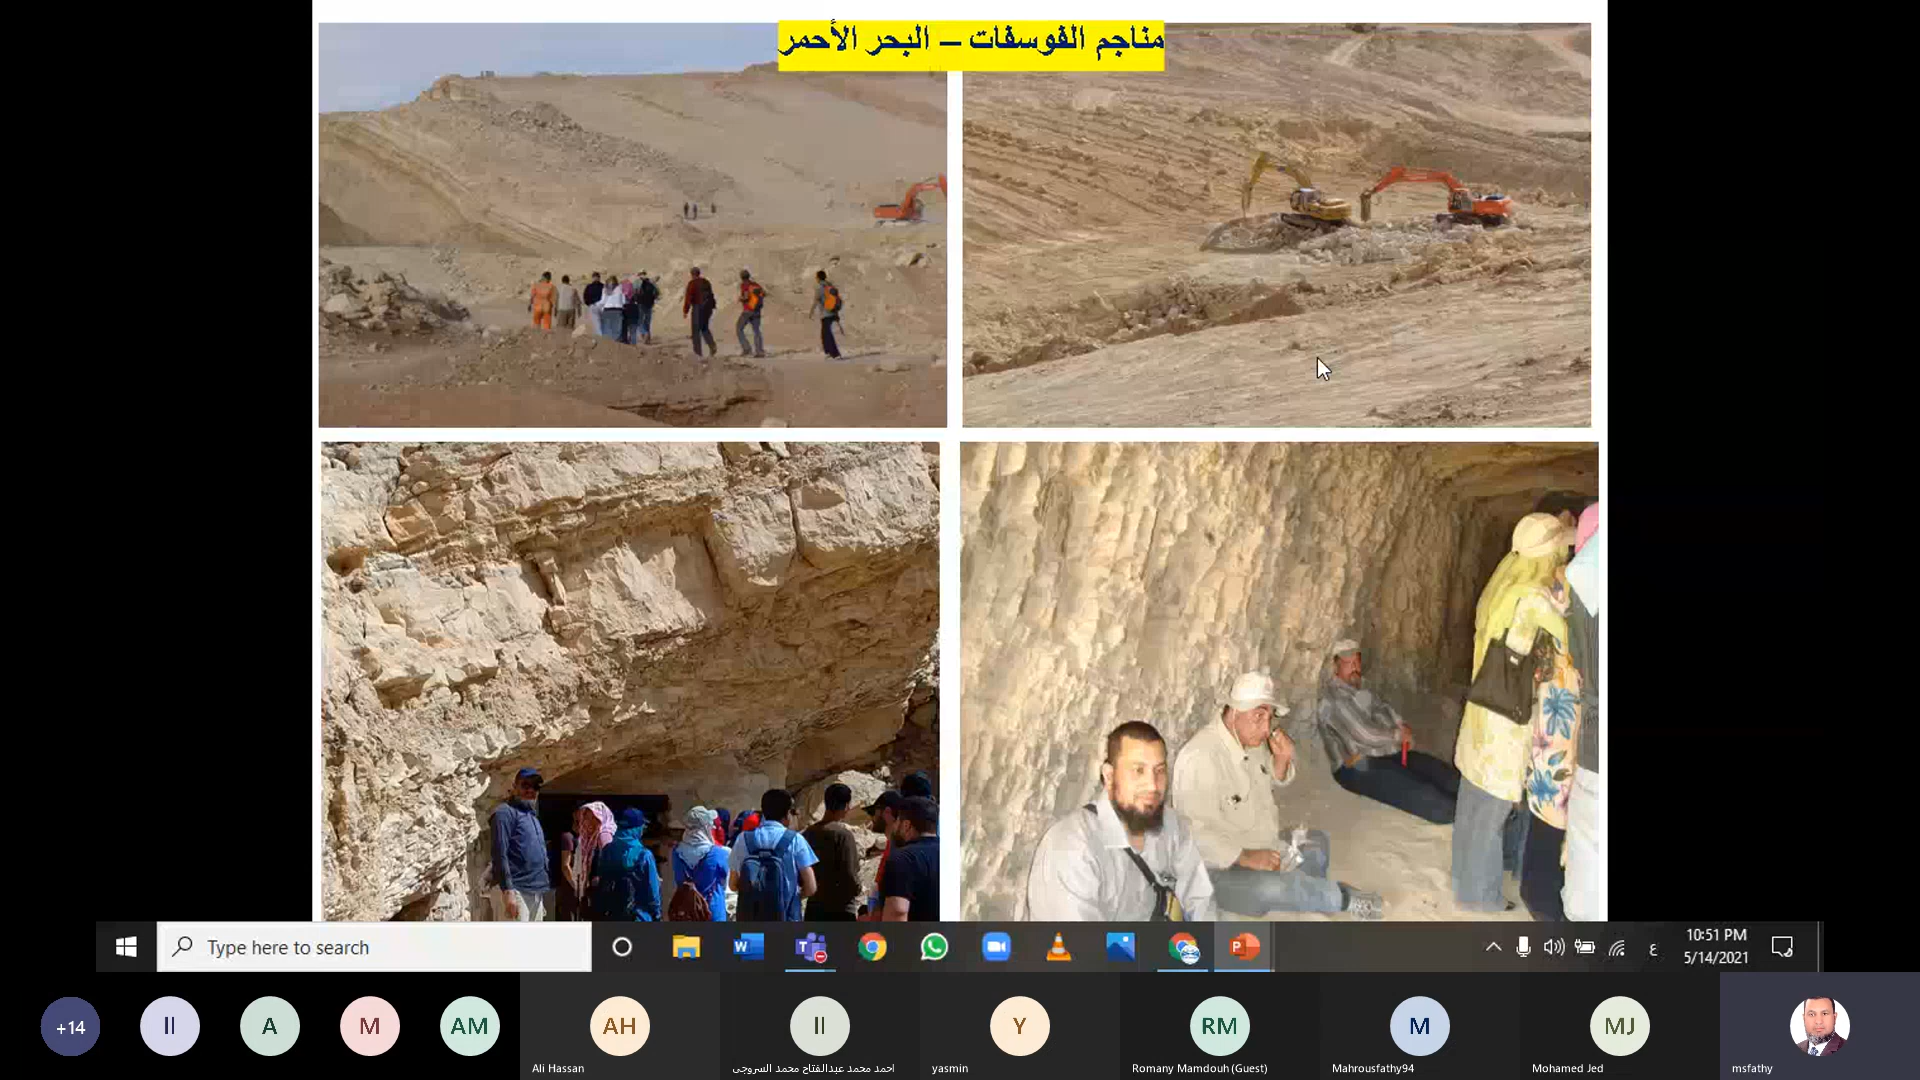 مناجم الفوسفات – البحر الأحمر
Type here to search
ع
10:51 PM
5/14/2021
+14
II
A
M
AM
AH
II
Y
RM
M
MJ
Ali Hassan
احمد محمد عبدالفتاح محمد السروجى
yasmin
Romany Mamdouh (Guest)
Mahrousfathy94
Mohamed Jed
msfathy